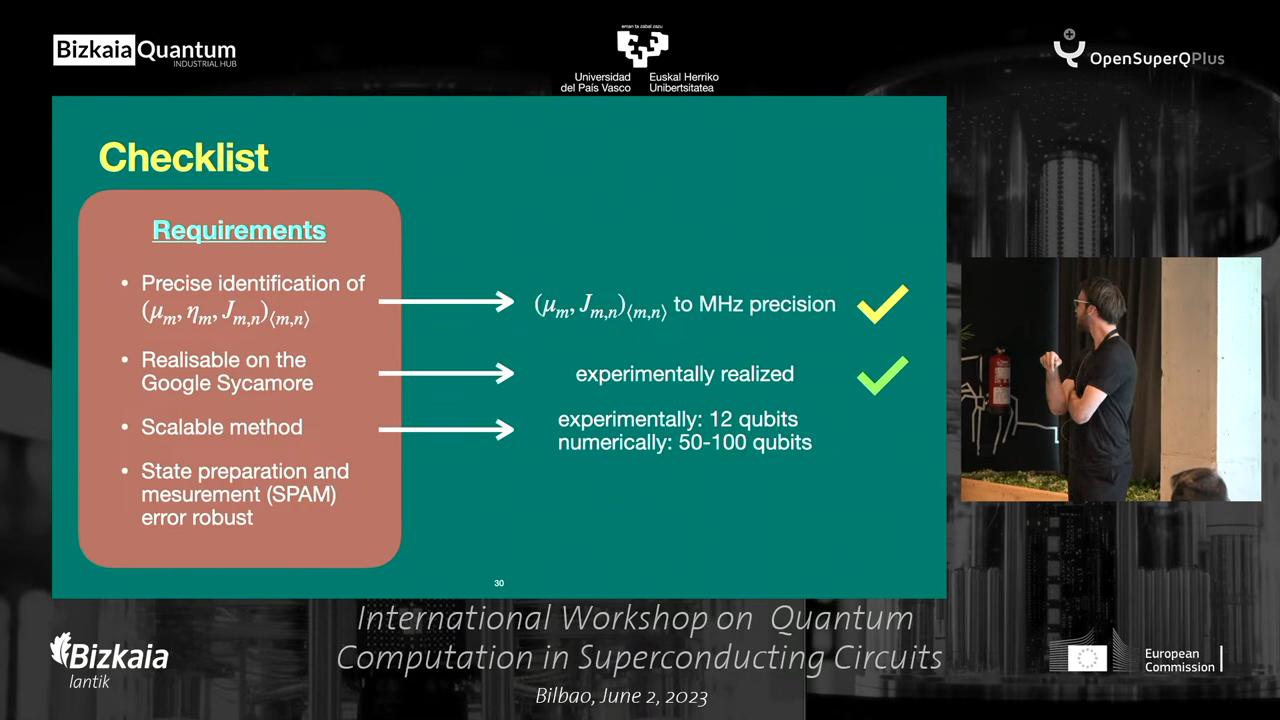 BizkaiaQuantum
INDUSTRIAL HUB
eman ta zabal zazu
Universidad
del País Vasco
Euskal Herriko
Unibertsitatea
OpenSuperQPlus
Checklist
Requirements
• Precise identification of
(μₘ, ηₘ, Jₘ,ₙ)⟨ₘ,ₙ⟩
(μₘ, Jₘ,ₙ)⟨ₘ,ₙ⟩ to MHz precision
• Realisable on the
Google Sycamore
experimentally realized
• Scalable method
experimentally: 12 qubits
numerically: 50-100 qubits
• State preparation and
mesurement (SPAM)
error robust
30
International Workshop on Quantum
Computation in Superconducting Circuits
Bilbao, June 2, 2023
Bizkaia
lantik
European
Commission